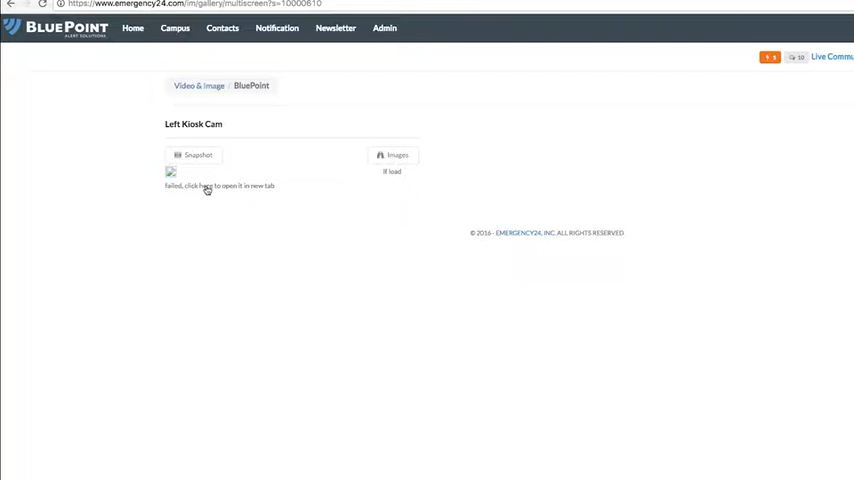 https://www.emergency24.com/im/gallery/multiscreen?s=10000610
BLUEPOINT
ALERT SOLUTIONS
Home Campus Contacts Notification Newsletter Admin
10 Live Commu
Video & Image / BluePoint
Left Kiosk Cam
Snapshot Images
If load
failed, click here to open it in new tab
© 2016 - EMERGENCY24, INC. ALL RIGHTS RESERVED